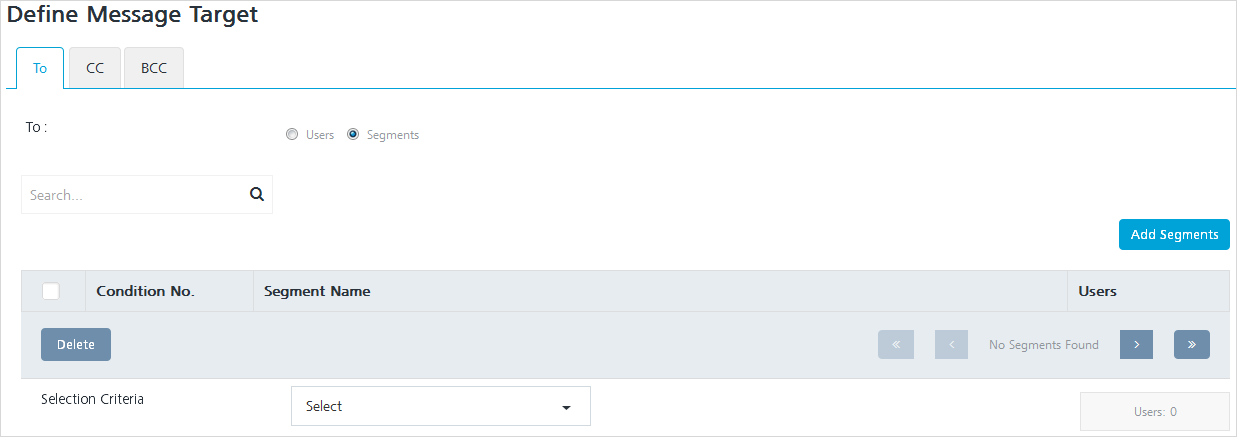 Define Message Target
To CC BCC
To : Users Segments
Search...
Add Segments
Condition No. Segment Name Users
Delete « ‹ No Segments Found › »
Selection Criteria Select Users: 0